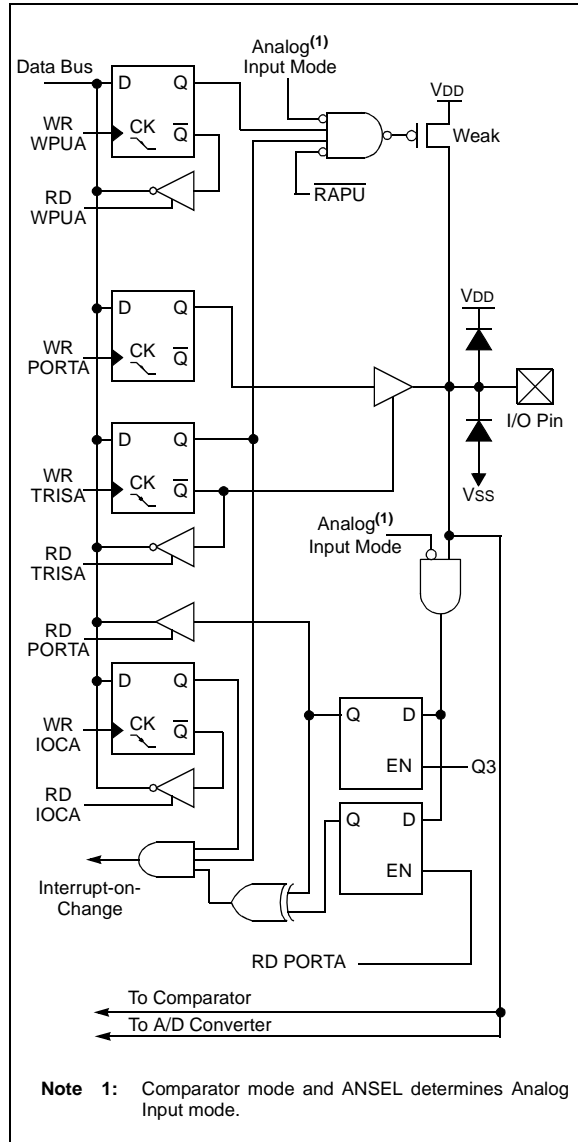 Analog(1)
Input Mode
Data Bus
D Q
VDD
WR
WPUA
CK
Q
Weak
RD
WPUA
RAPU
VDD
D Q
WR
PORTA
CK
Q
I/O Pin
D Q
WR
TRISA
CK
Q
VSS
Analog(1)
Input Mode
RD
TRISA
RD
PORTA
D Q
Q D
WR
IOCA
CK
Q
EN
Q3
RD
IOCA
Q D
EN
Interrupt-on-
Change
RD PORTA
To Comparator
To A/D Converter
Note 1: Comparator mode and ANSEL determines Analog
Input mode.